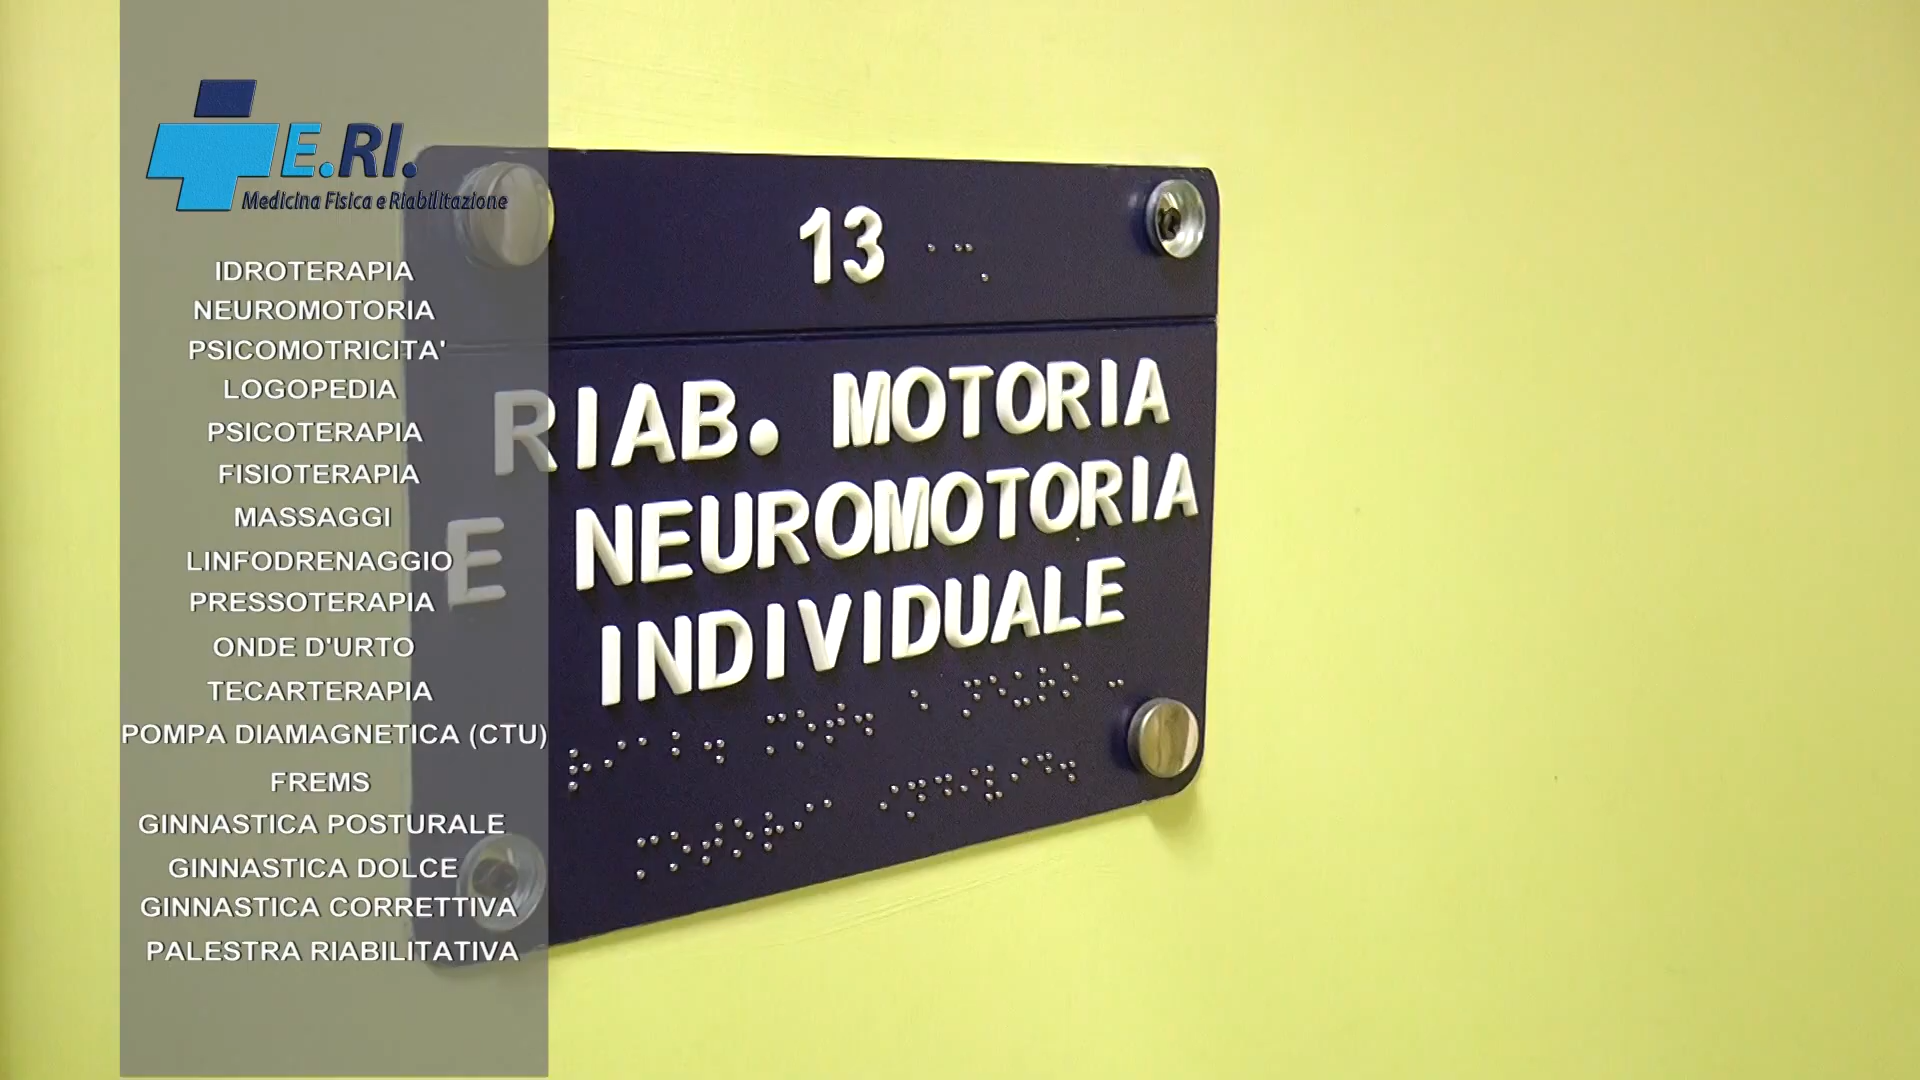 E.RI.
Medicina Fisica e Riabilitazione
IDROTERAPIA
NEUROMOTORIA
PSICOMOTRICITA'
LOGOPEDIA
PSICOTERAPIA
FISIOTERAPIA
MASSAGGI
LINFODRENAGGIO
PRESSOTERAPIA
ONDE D'URTO
TECARTERAPIA
POMPA DIAMAGNETICA (CTU)
FREMS
GINNASTICA POSTURALE
GINNASTICA DOLCE
GINNASTICA CORRETTIVA
PALESTRA RIABILITATIVA
13
RIAB. MOTORIA
E NEUROMOTORIA
INDIVIDUALE